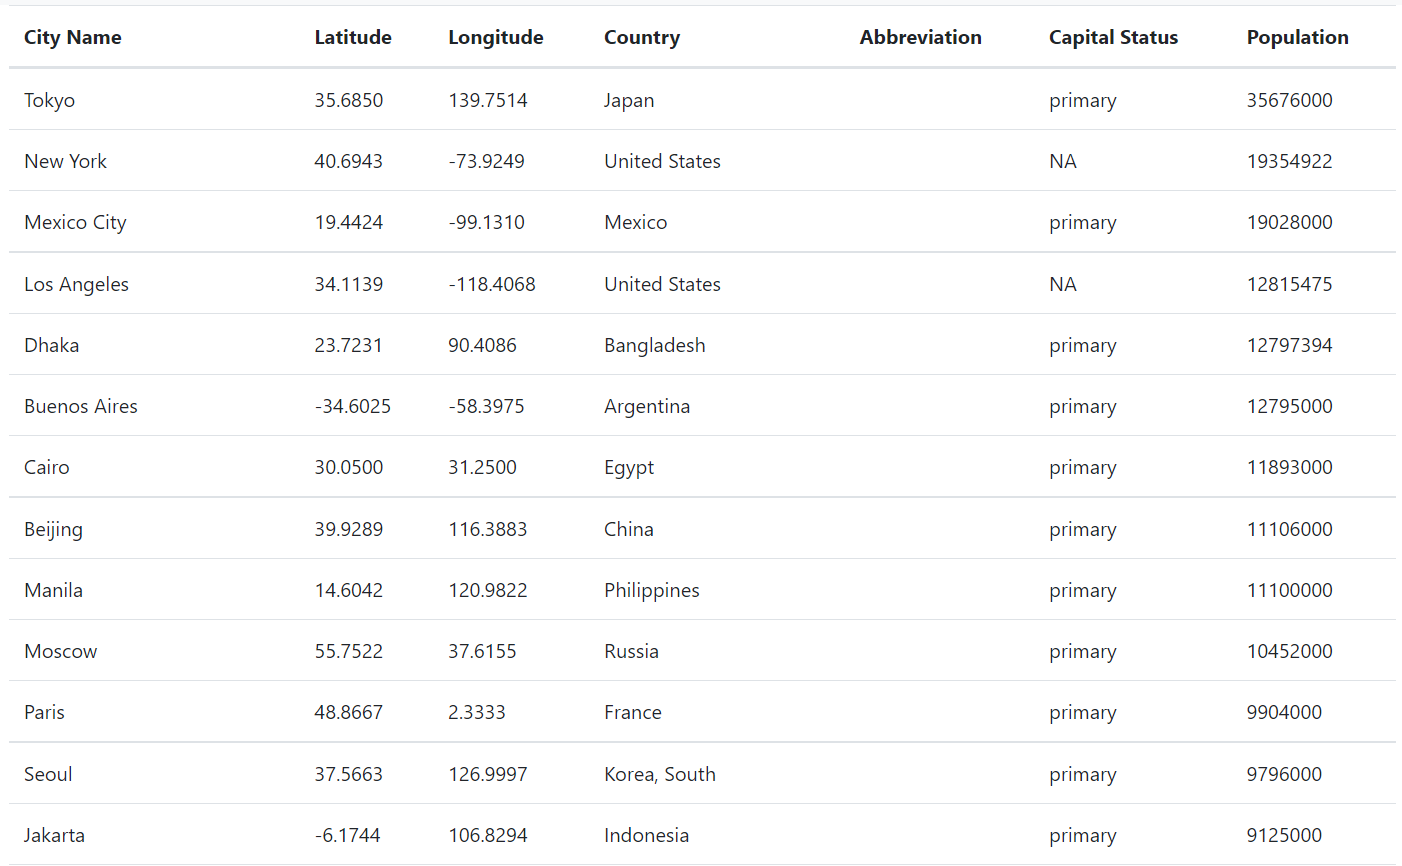 City Name Latitude Longitude Country Abbreviation Capital Status Population
Tokyo 35.6850 139.7514 Japan primary 35676000
New York 40.6943 -73.9249 United States NA 19354922
Mexico City 19.4424 -99.1310 Mexico primary 19028000
Los Angeles 34.1139 -118.4068 United States NA 12815475
Dhaka 23.7231 90.4086 Bangladesh primary 12797394
Buenos Aires -34.6025 -58.3975 Argentina primary 12795000
Cairo 30.0500 31.2500 Egypt primary 11893000
Beijing 39.9289 116.3883 China primary 11106000
Manila 14.6042 120.9822 Philippines primary 11100000
Moscow 55.7522 37.6155 Russia primary 10452000
Paris 48.8667 2.3333 France primary 9904000
Seoul 37.5663 126.9997 Korea, South primary 9796000
Jakarta -6.1744 106.8294 Indonesia primary 9125000